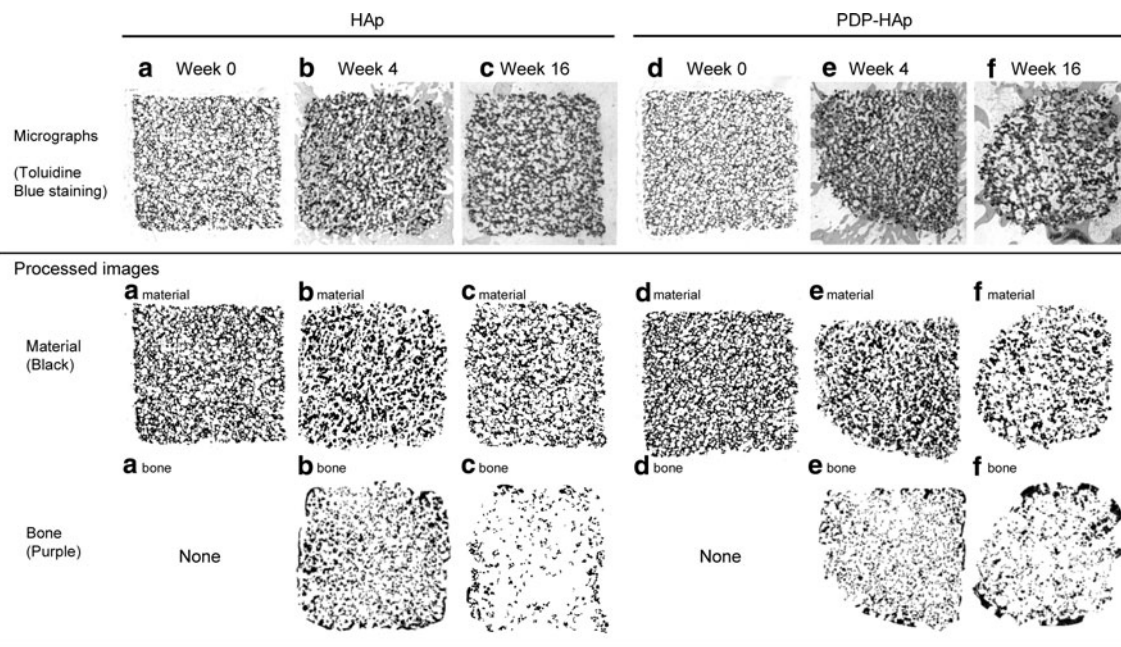 HAp
PDP-HAp
a Week 0
b Week 4
c Week 16
d Week 0
e Week 4
f Week 16
Micrographs
(Toluidine
Blue staining)
Processed images
a material
b material
c material
d material
e material
f material
Material
(Black)
a bone
b bone
c bone
d bone
e bone
f bone
Bone
(Purple)
None
None